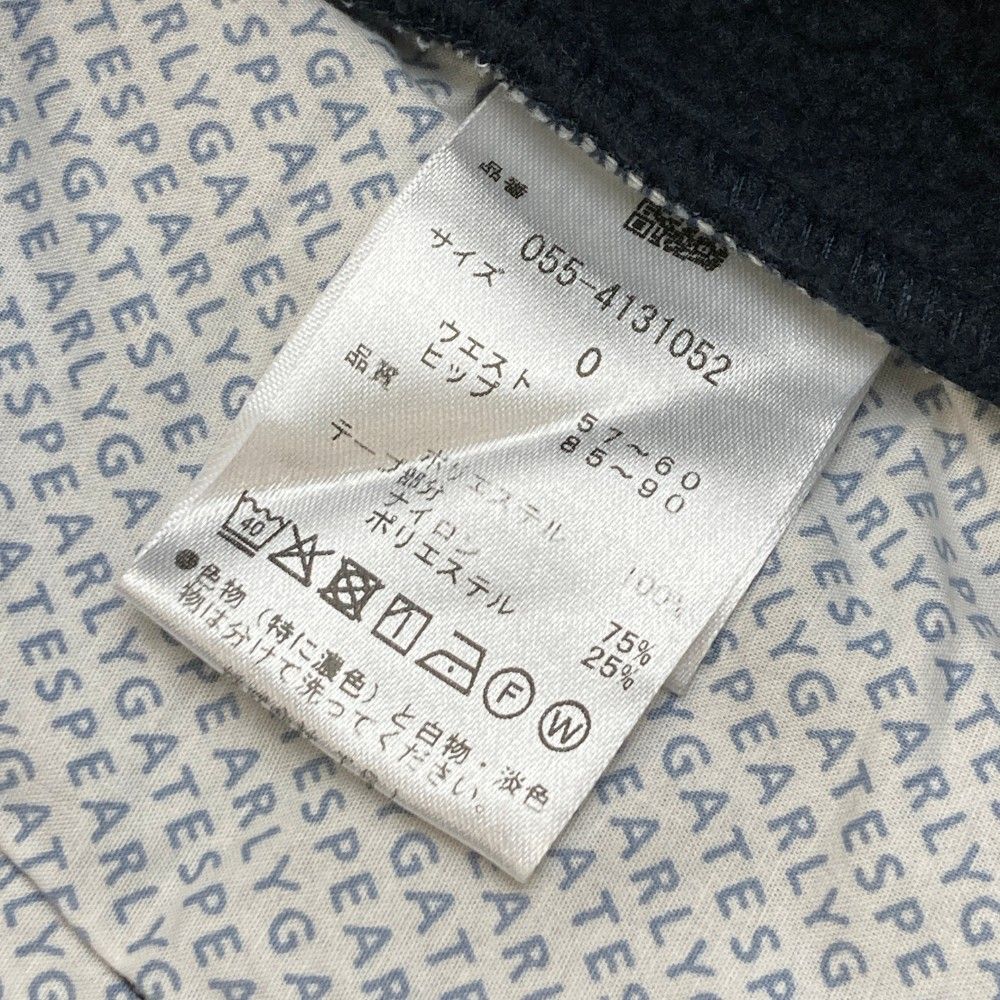 品番
055-4131052
サイズ
0
ウエスト 57~60
ヒップ 85~90
品質
ポリエステル 100%
テープ部分
ナイロン 75%
ポリエステル 25%
40
F W
●色物(特に濃色)と白物・淡色
物は分けて洗ってください。
PEARLYGATES